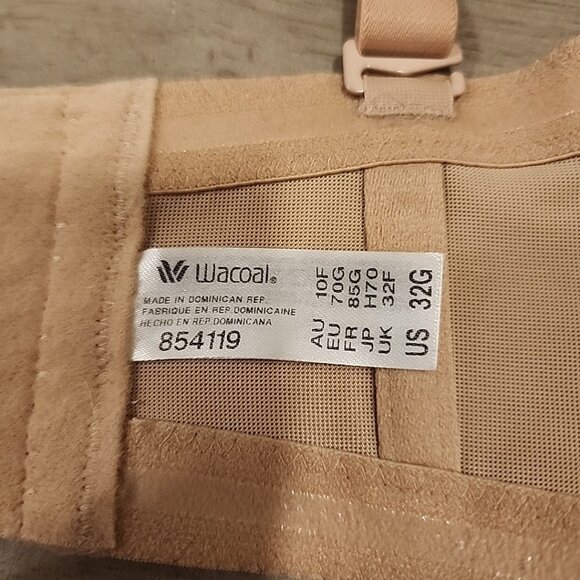 Wacoal®
MADE IN DOMINICAN REP.
FABRIQUE EN REP. DOMINICAINE
HECHO EN REP. DOMINICANA
854119
AU 10F
EU 70G
FR 85G
JP H70
UK 32F
US 32G